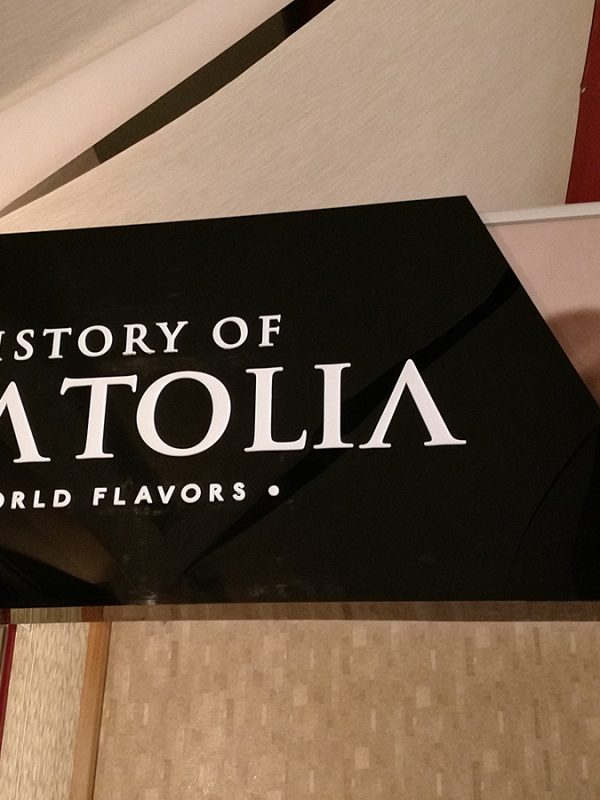 ISTORY OF
ATOLIA
ORLD FLAVORS •